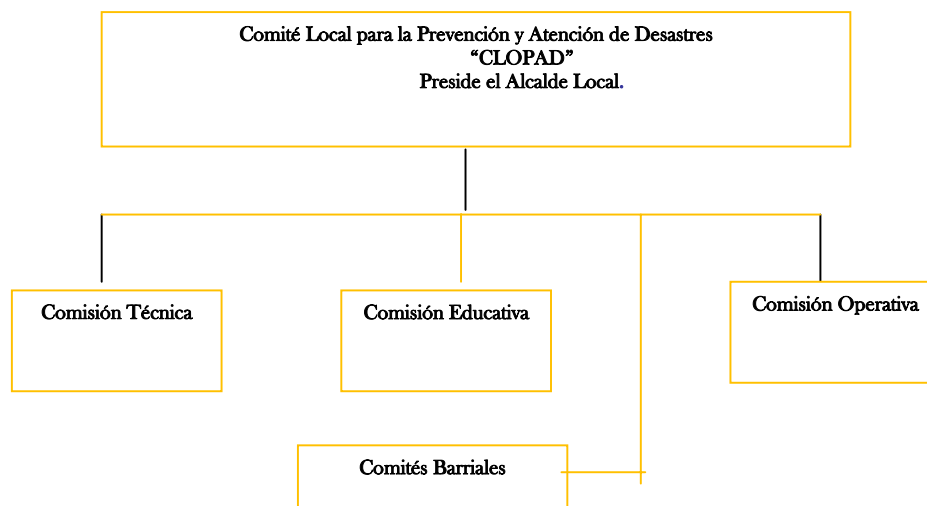 Comité Local para la Prevención y Atención de Desastres
“CLOPAD”
Preside el Alcalde Local.
Comisión Técnica
Comisión Educativa
Comisión Operativa
Comités Barriales